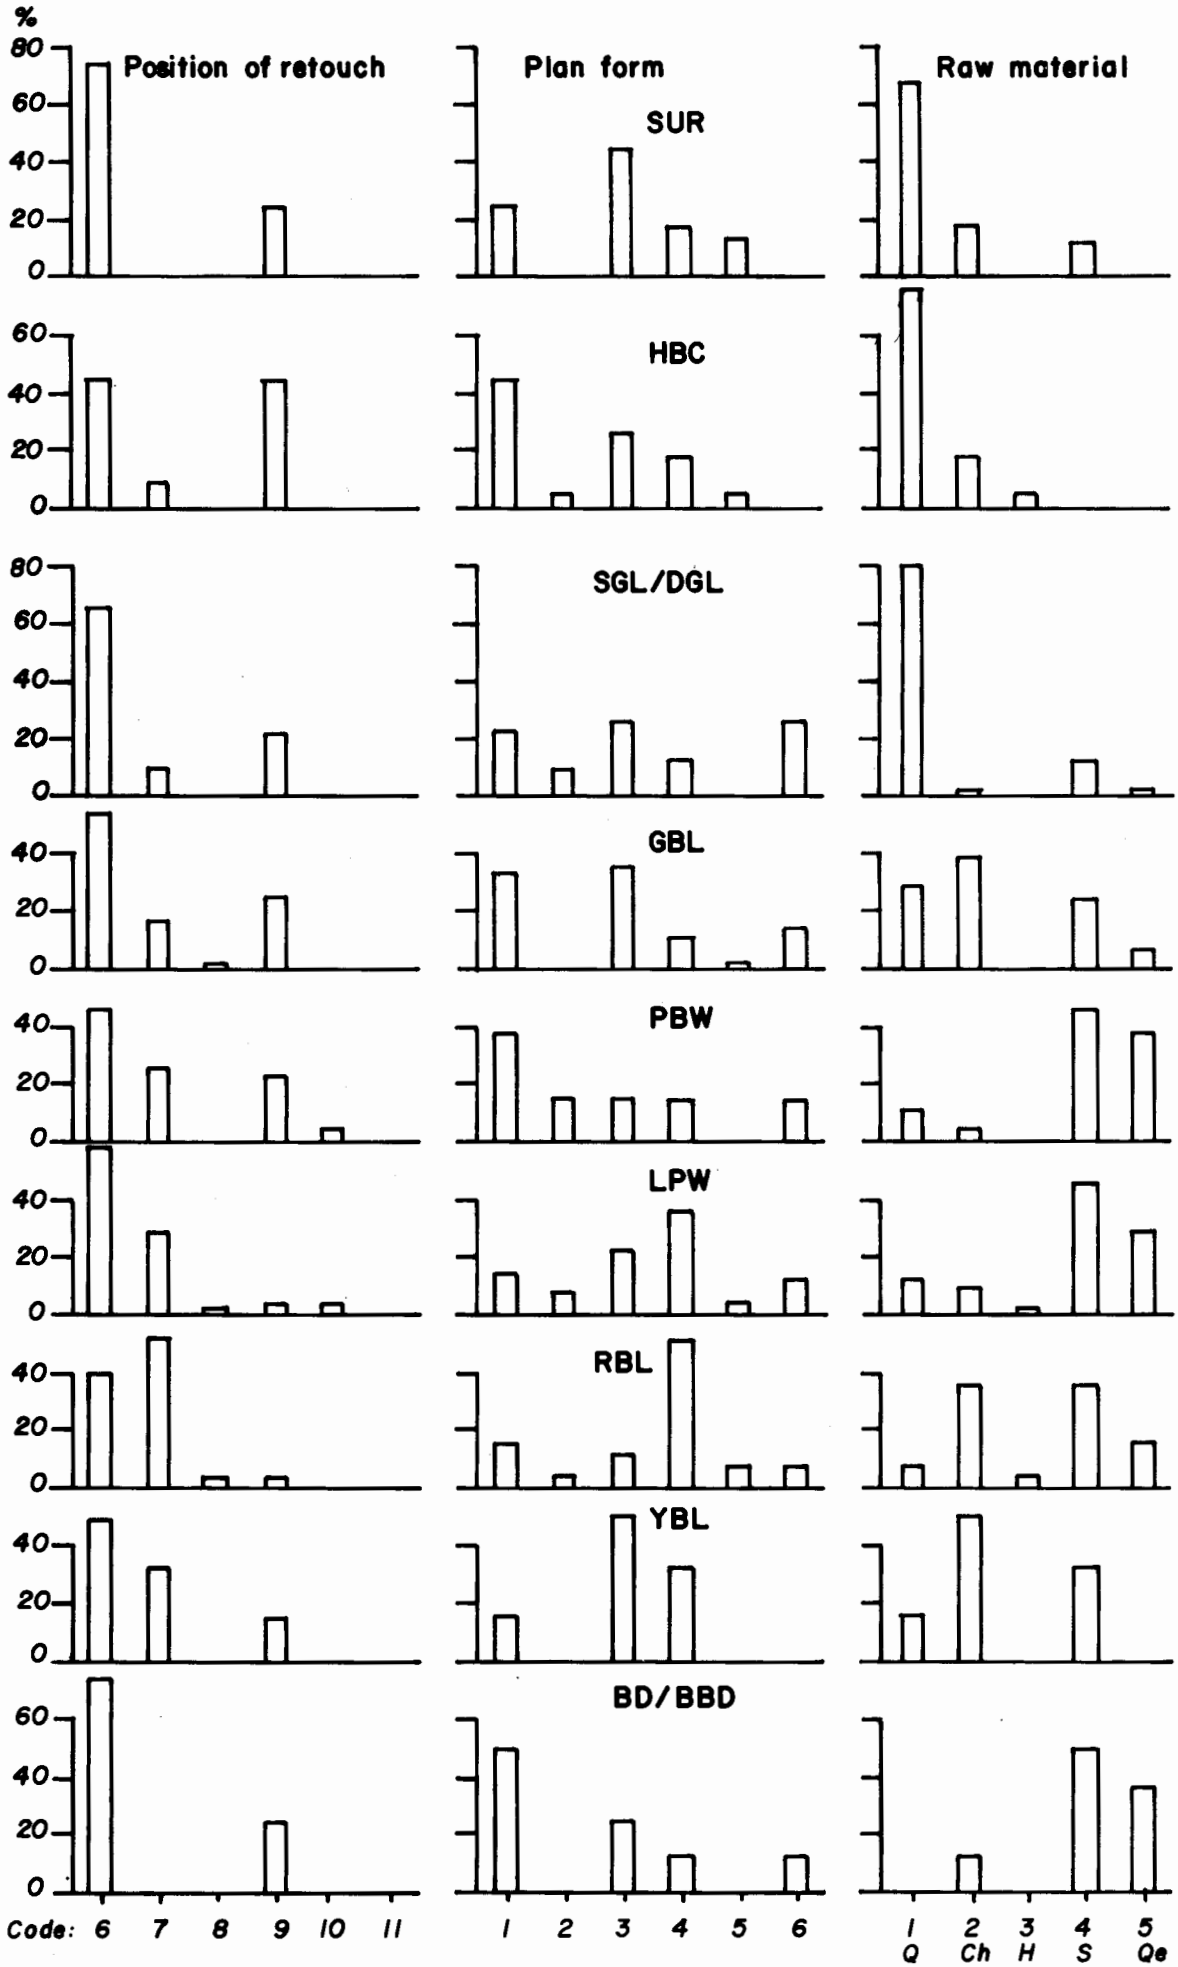 %
80 Position of retouch Plan form Raw material
60 SUR
40
20
0
60 HBC
40
20
0
80 SGL/DGL
60
40
20
0
40 GBL
20
0
40 PBW
20
0
40 LPW
20
0
40 RBL
20
0
40 YBL
20
0
60 BD/BBD
40
20
0
Code: 6 7 8 9 10 11 1 2 3 4 5 6 1 2 3 4 5
Q Ch H S Qe